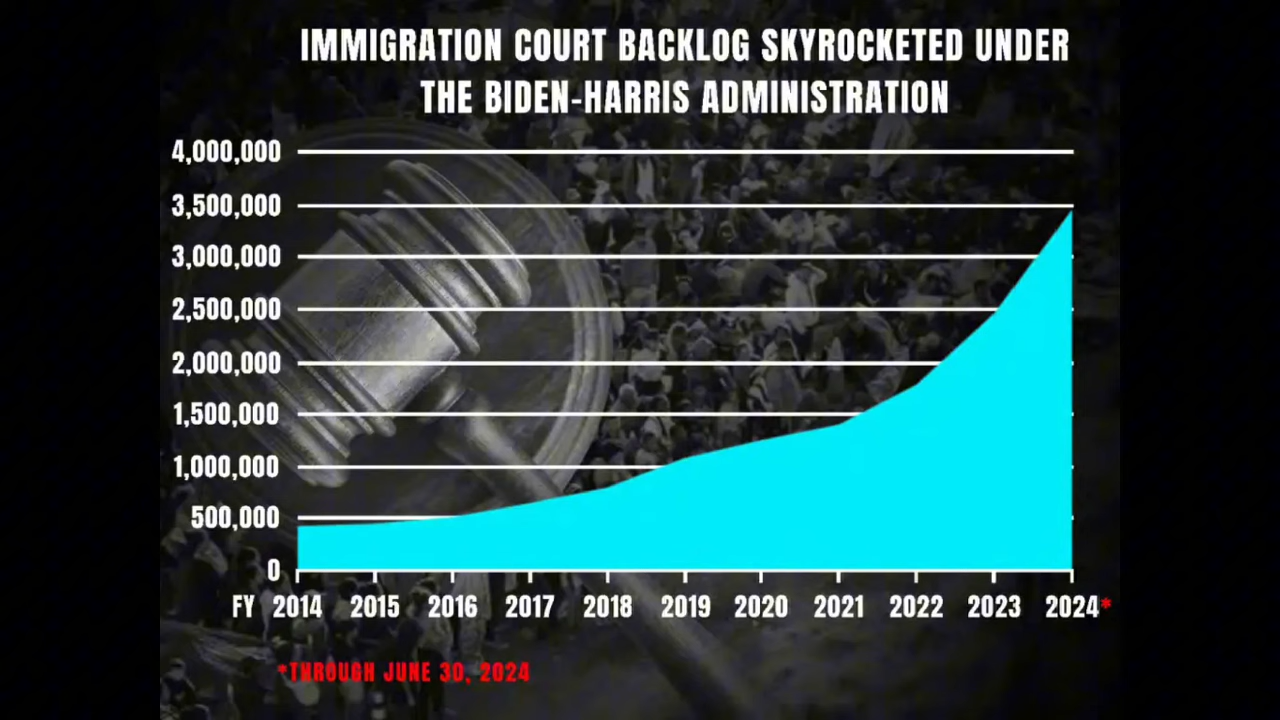 IMMIGRATION COURT BACKLOG SKYROCKETED UNDER
THE BIDEN-HARRIS ADMINISTRATION
4,000,000
3,500,000
3,000,000
2,500,000
2,000,000
1,500,000
1,000,000
500,000
0
FY 2014 2015 2016 2017 2018 2019 2020 2021 2022 2023 2024*
*THROUGH JUNE 30, 2024